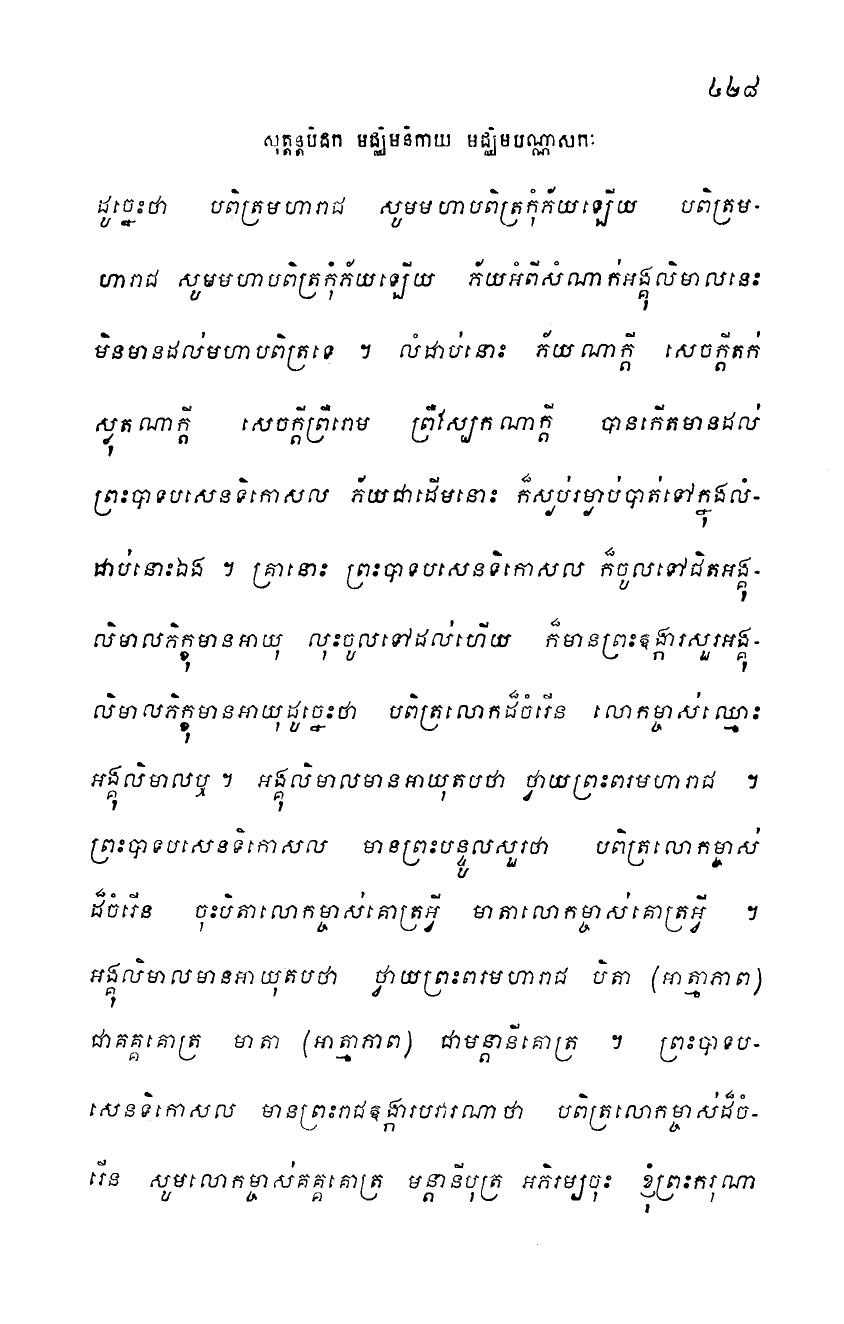 ៤២៨
សុត្តន្តបិដក មជ្ឈិមនិកាយ មជ្ឈិមបណ្ណាសកៈ
ដូច្នេះថា បពិត្រមហារាជ សូមមហាបពិត្រកុំភ័យឡើយ បពិត្រម-
ហារាជ សូមមហាបពិត្រកុំភ័យឡើយ ភ័យអំពីសំណាក់អង្គុលិមាលនេះ
មិនមានដល់មហាបពិត្រទេ ។ លំដាប់នោះ ភ័យណាក្តី សេចក្តីតក់
ស្លុតណាក្តី សេចក្តីព្រឺរោម ព្រឺស្បែកណាក្តី បានកើតមានដល់
ព្រះបាទបសេនទិកោសល ភ័យជាដើមនោះ ក៏ស្ងប់រម្ងាប់បាត់ទៅក្នុងលំ-
ដាប់នោះឯង ។ គ្រានោះ ព្រះបាទបសេនទិកោសល ក៏ចូលទៅជិតអង្គុ-
លិមាលភិក្ខុមានអាយុ លុះចូលទៅដល់ហើយ ក៏មានព្រះឧង្ការសួរអង្គុ-
លិមាលភិក្ខុមានអាយុដូច្នេះថា បពិត្រលោកដ៏ចំរើន លោកម្ចាស់ឈ្មោះ
អង្គុលិមាលឬ ។ អង្គុលិមាលមានអាយុតបថា ថ្វាយព្រះពរមហារាជ ។
ព្រះបាទបសេនទិកោសល មានព្រះបន្ទូលសួរថា បពិត្រលោកម្ចាស់
ដ៏ចំរើន ចុះបិតាលោកម្ចាស់គោត្រអ្វី មាតាលោកម្ចាស់គោត្រអ្វី ។
អង្គុលិមាលមានអាយុតបថា ថ្វាយព្រះពរមហារាជ បិតា (អាត្មាភាព)
ជាគគ្គគោត្រ មាតា (អាត្មាភាព) ជាមន្តានីគោត្រ ។ ព្រះបាទប-
សេនទិកោសល មានព្រះរាជឧង្ការបវារណាថា បពិត្រលោកម្ចាស់ដ៏ចំ-
រើន សូមលោកម្ចាស់គគ្គគោត្រ មន្តានីបុត្រ អភិរម្យចុះ ខ្ញុំព្រះករុណា